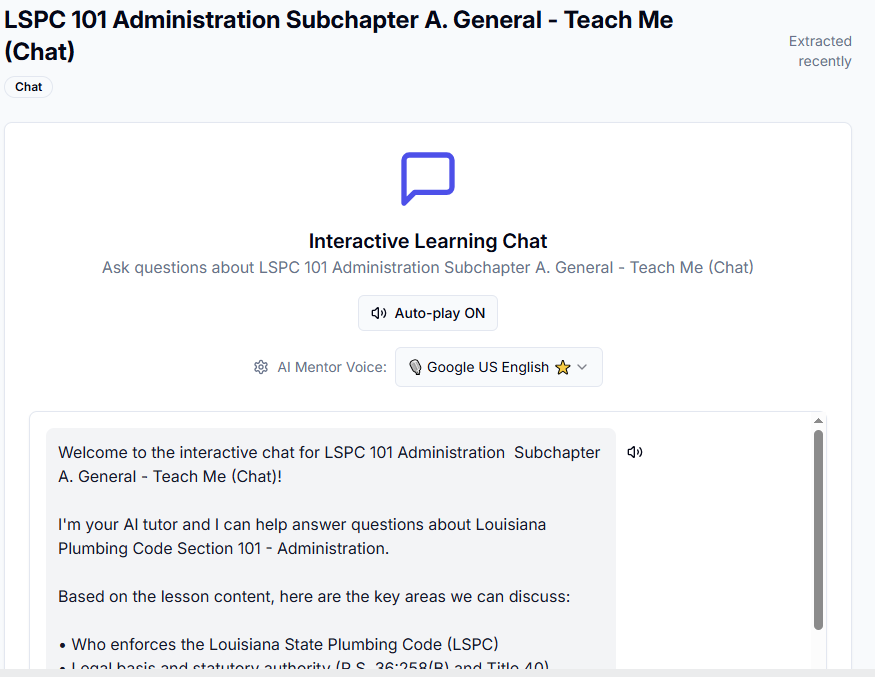 LSPC 101 Administration Subchapter A. General - Teach Me
(Chat)
Extracted
recently
Chat
Interactive Learning Chat
Ask questions about LSPC 101 Administration Subchapter A. General - Teach Me (Chat)
Auto-play ON
AI Mentor Voice:
Google US English
Welcome to the interactive chat for LSPC 101 Administration  Subchapter
A. General - Teach Me (Chat)!
I'm your AI tutor and I can help answer questions about Louisiana
Plumbing Code Section 101 - Administration.
Based on the lesson content, here are the key areas we can discuss:
• Who enforces the Louisiana State Plumbing Code (LSPC)
• Legal basis and statutory authority (R.S. 36:258(B) and Title 40)